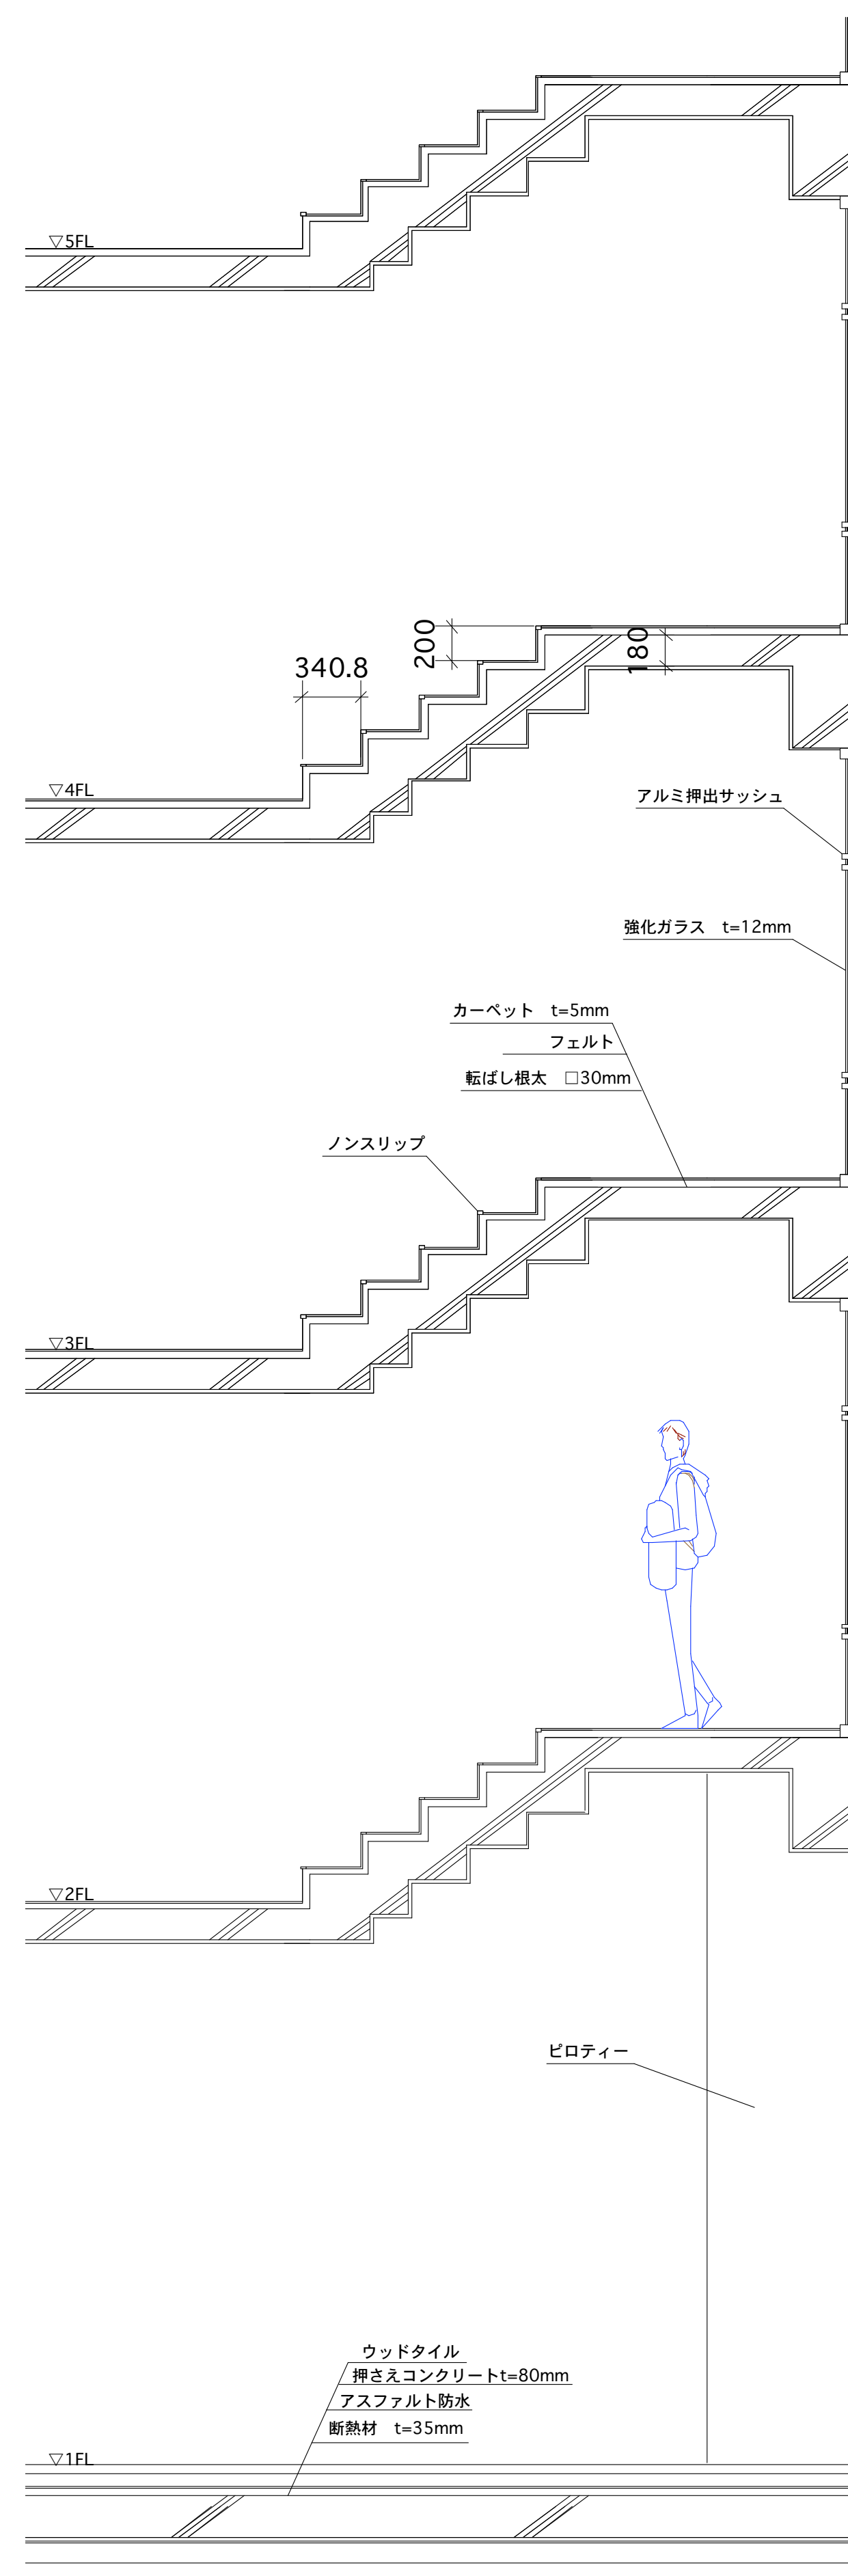 ▽5FL
200
180
340.8
▽4FL
アルミ押出サッシュ
強化ガラス　t=12mm
カーペット　t=5mm
フェルト
転ばし根太　□30mm
ノンスリップ
▽3FL
▽2FL
ピロティー
ウッドタイル
押さえコンクリートt=80mm
アスファルト防水
断熱材　t=35mm
▽1FL